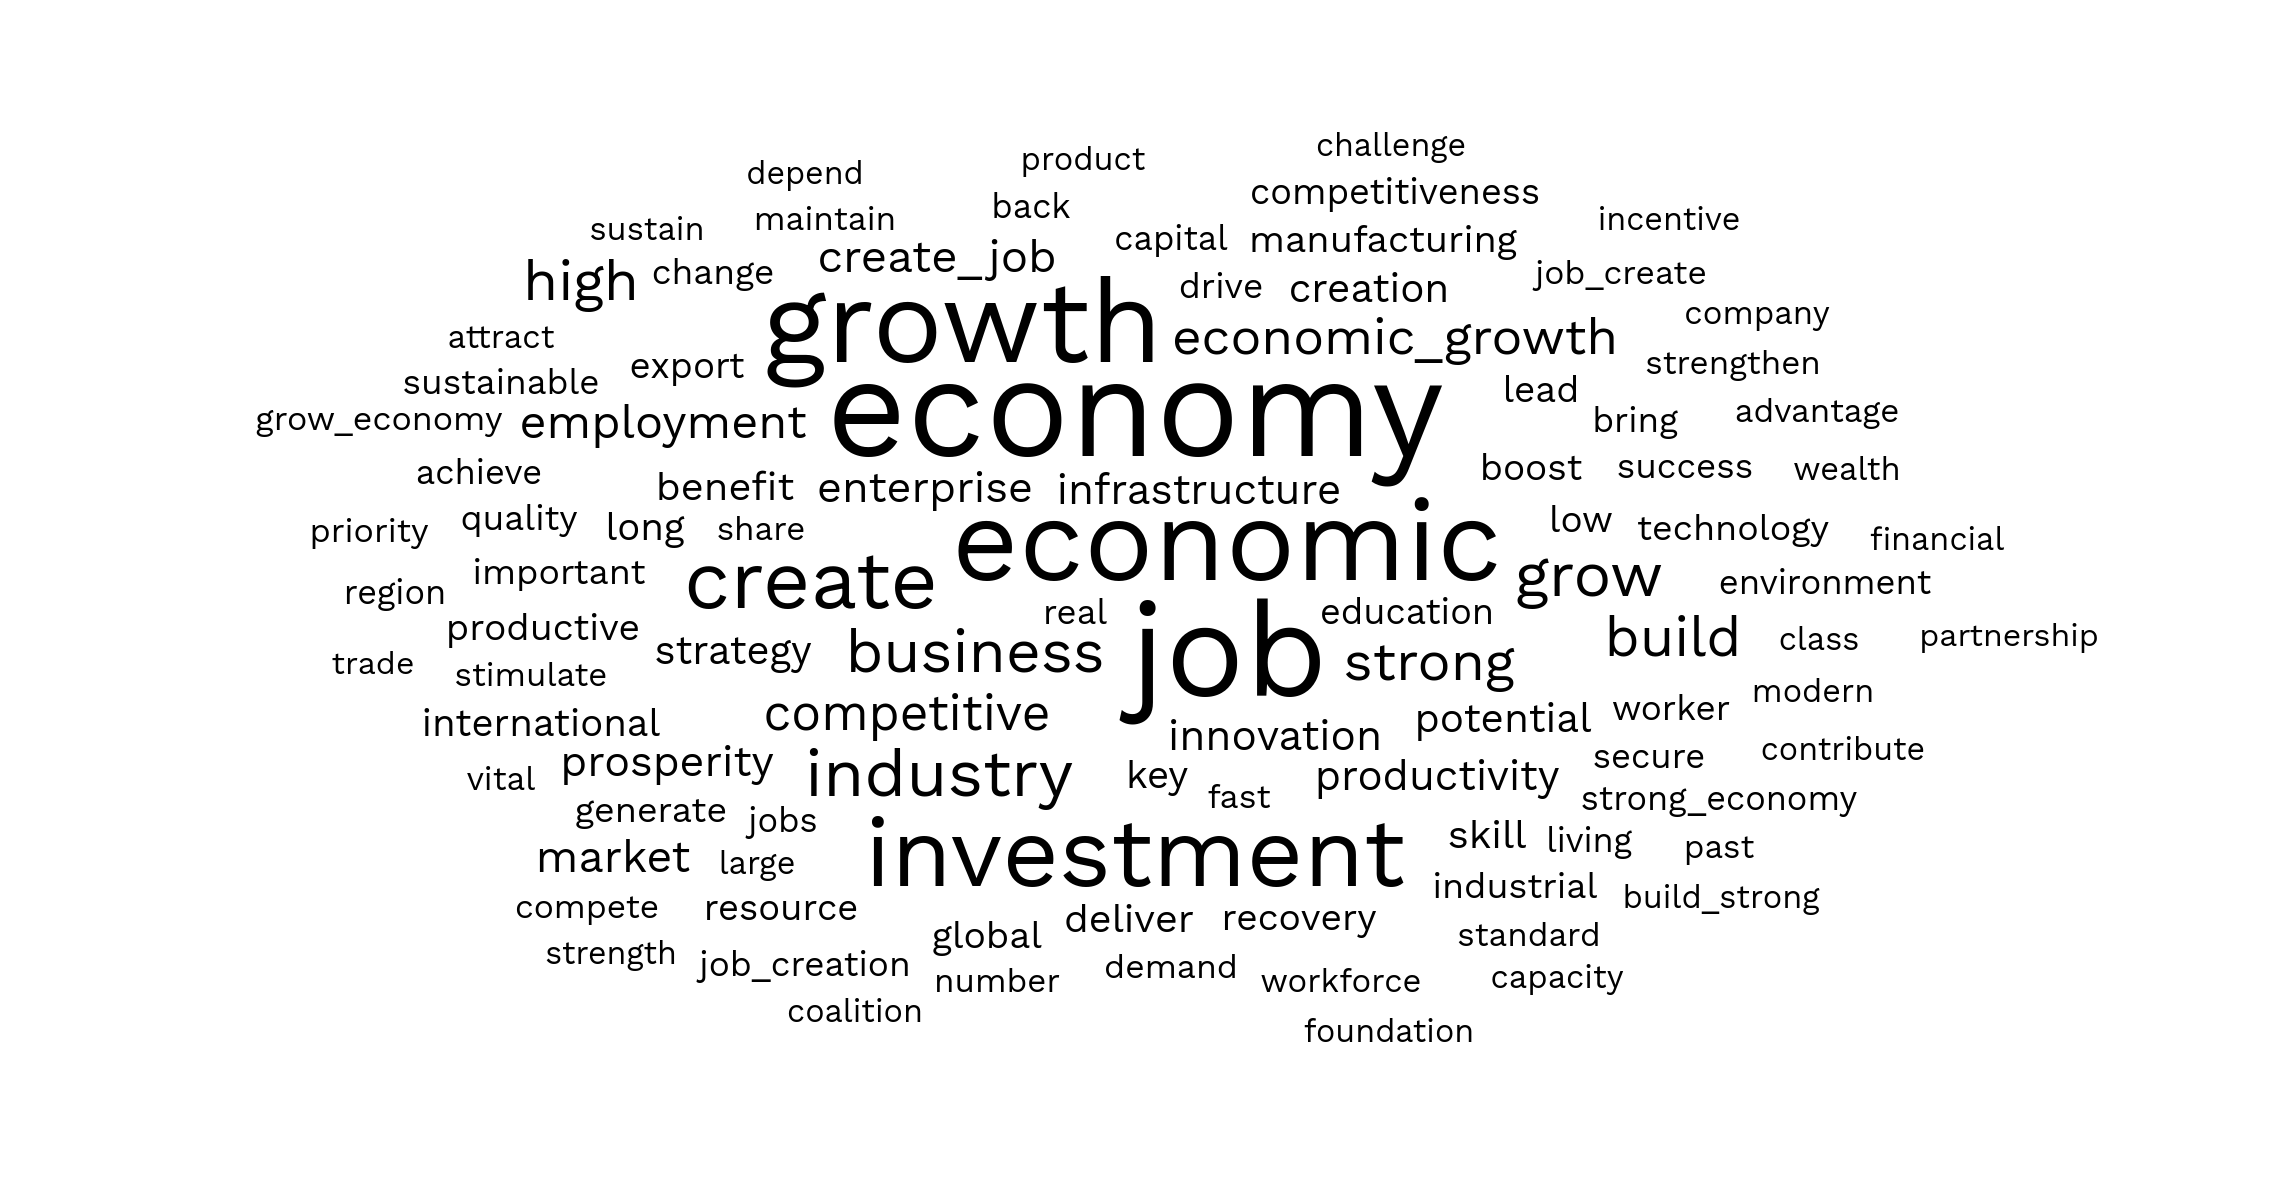 challenge
product
depend
competitiveness
back
sustain maintain incentive
capital manufacturing
create_job
high change job_create
drive creation
growth
economic_growth company
attract
export strengthen
sustainable lead
economy
grow_economy employment bring advantage
achieve boost success wealth
benefit enterprise infrastructure
priority quality long share low technology financial
economic
important create grow environment
region
real education
productive build class partnership
strategy business job strong
trade stimulate
modern
international competitive potential worker
innovation
prosperity secure contribute
vital industry key productivity
fast strong_economy
generate jobs
skill living past
market large investment
industrial build_strong
compete resource
global deliver recovery standard
strength job_creation
number demand workforce capacity
coalition
foundation